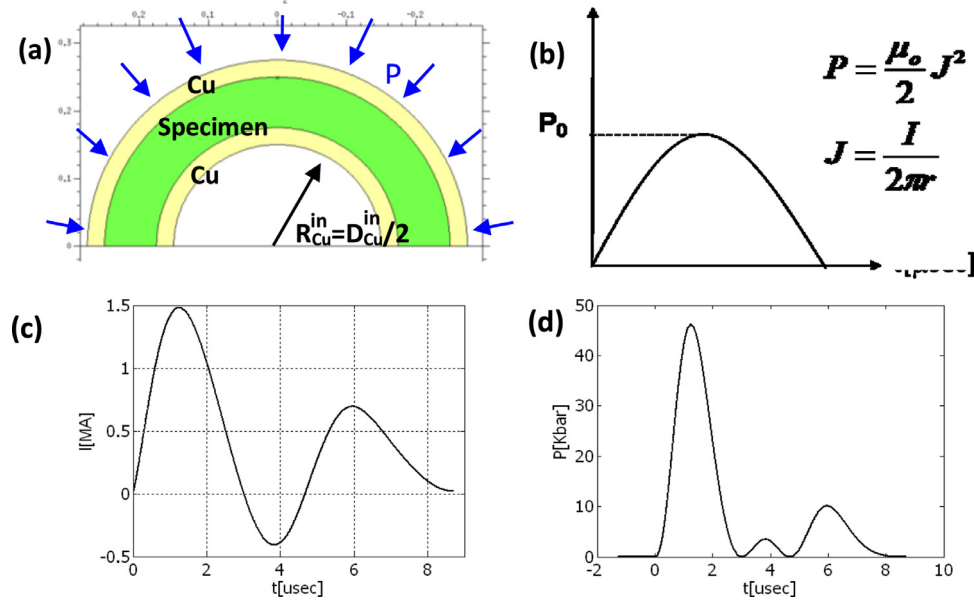 0.2 0.1 0.1 -0.1 -0.2
(a)
P
0.3
Cu
0.2
Specimen
Cu
0.1
R_Cu^in=D_Cu^in/2
0
(b)
P = μ_o/2 J²
P₀
J = I/2πr
(c)
1.5
1
0.5
0
-0.5
I[MA]
0 2 4 6 8
t[usec]
(d)
50
40
30
20
10
0
P[Kbar]
-2 0 2 4 6 8 10
t[usec]